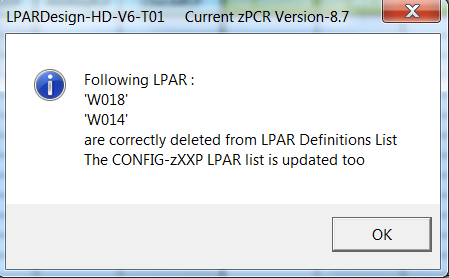 LPARDesign-HD-V6-T01 Current zPCR Version-8.7
Following LPAR :
'W018'
'W014'
are correctly deleted from LPAR Definitions List
The CONFIG-zXXP LPAR list is updated too
OK